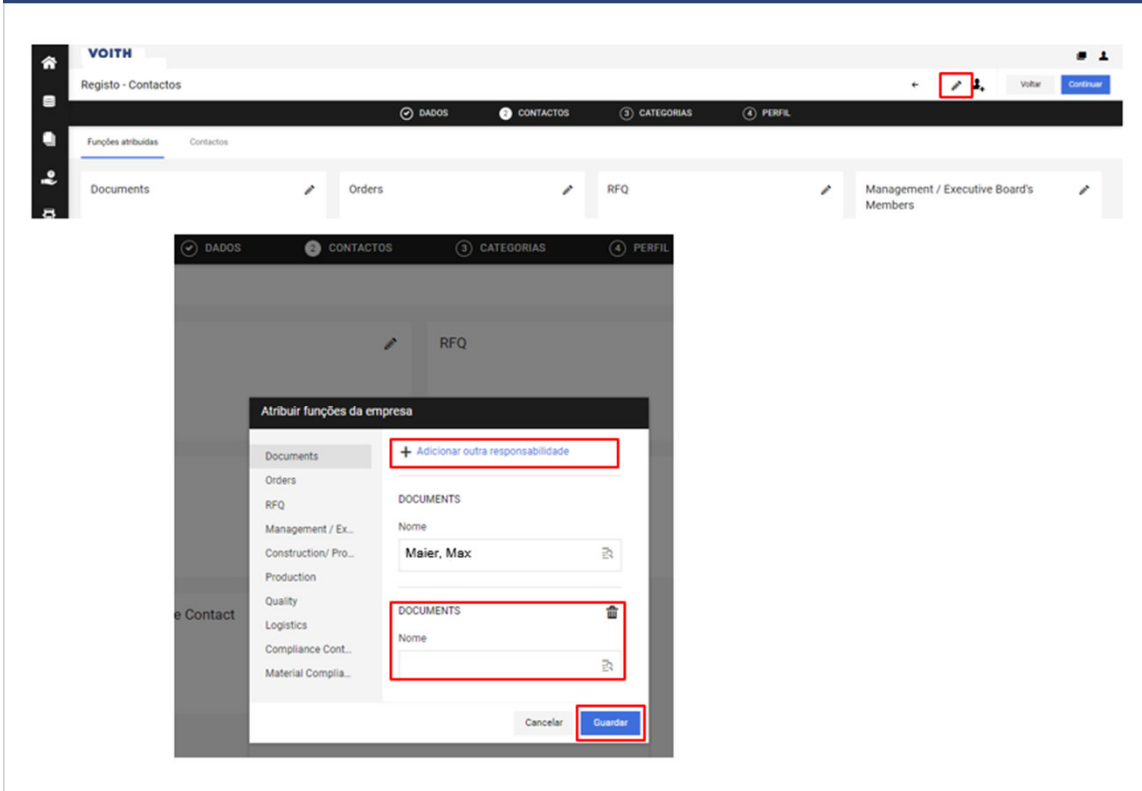 VOITH
Registo - Contactos
Voltar
Continuar
DADOS
2 CONTACTOS
3 CATEGORIAS
4 PERFIL
Funções atribuídas
Contactos
Documents
Orders
RFQ
Management / Executive Board's
Members
DADOS
2 CONTACTOS
3 CATEGORIAS
4 PERFIL
RFQ
e Contact
Atribuir funções da empresa
Documents
Orders
RFQ
Management / Ex...
Construction/ Pro...
Production
Quality
Logistics
Compliance Cont...
Material Complia...
+ Adicionar outra responsabilidade
DOCUMENTS
Nome
Maier, Max
DOCUMENTS
Nome
Cancelar
Guardar